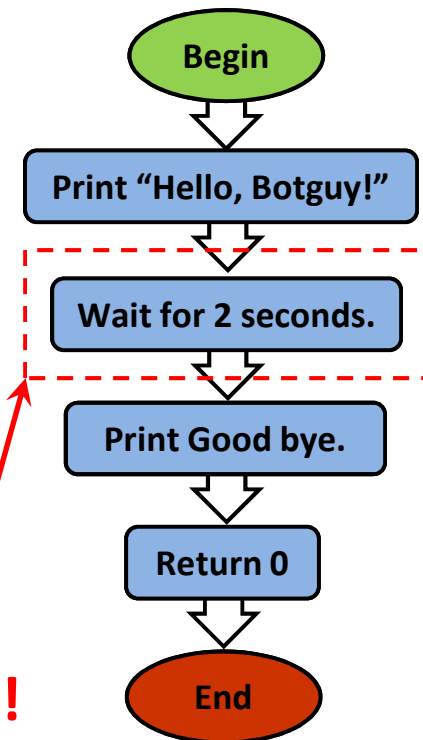 Begin
Print “Hello, Botguy!”
Wait for 2 seconds.
Print Good bye.
Return 0
End
!